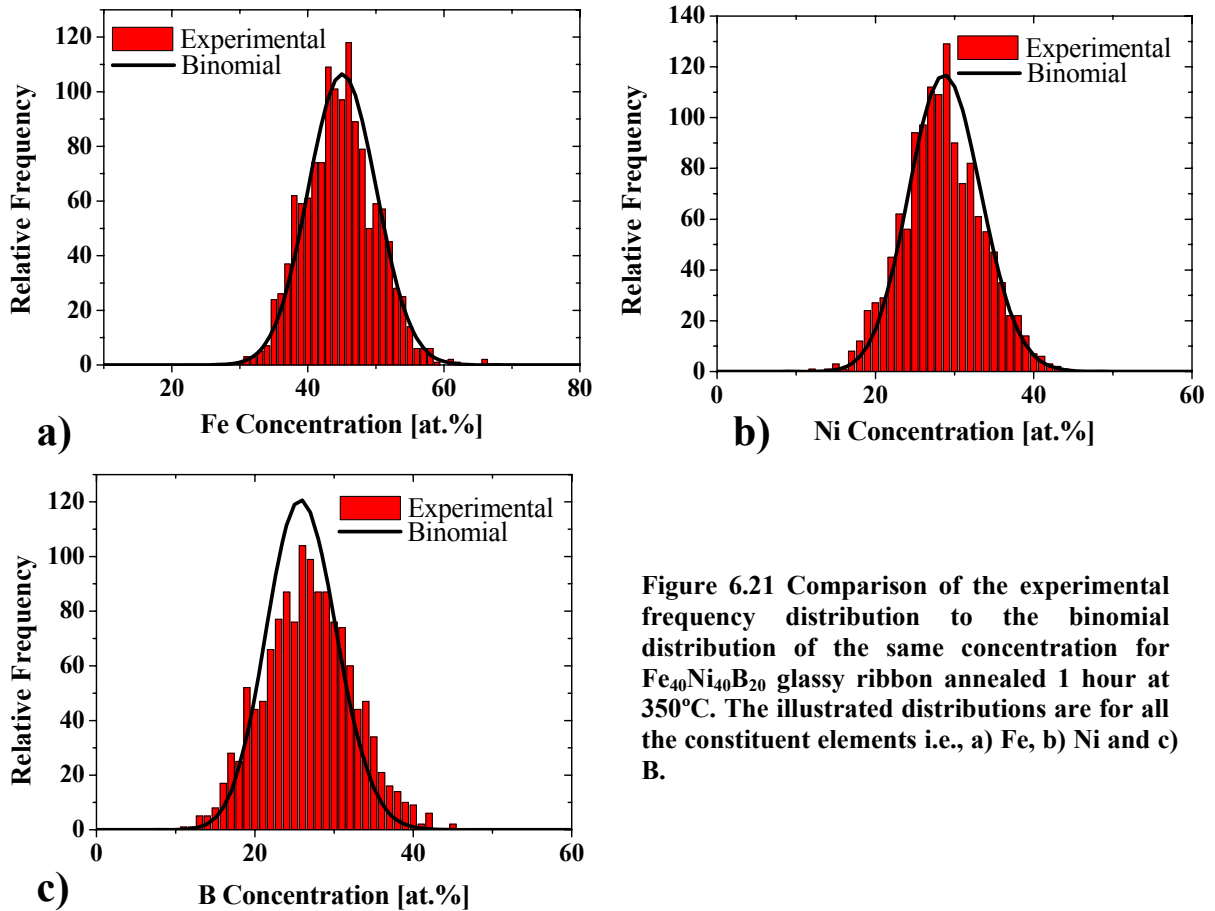 120
100
80
60
40
20
0
Relative Frequency
Experimental
Binomial
20 40 60 80
Fe Concentration [at.%]
a)
140
120
100
80
60
40
20
0
Relative Frequency
Experimental
Binomial
0 20 40 60
Ni Concentration [at.%]
b)
120
100
80
60
40
20
0
Relative Frequency
Experimental
Binomial
0 20 40 60
B Concentration [at.%]
c)
Figure 6.21 Comparison of the experimental
frequency distribution to the binomial
distribution of the same concentration for
Fe₄₀Ni₄₀B₂₀ glassy ribbon annealed 1 hour at
350ºC. The illustrated distributions are for all
the constituent elements i.e., a) Fe, b) Ni and c)
B.